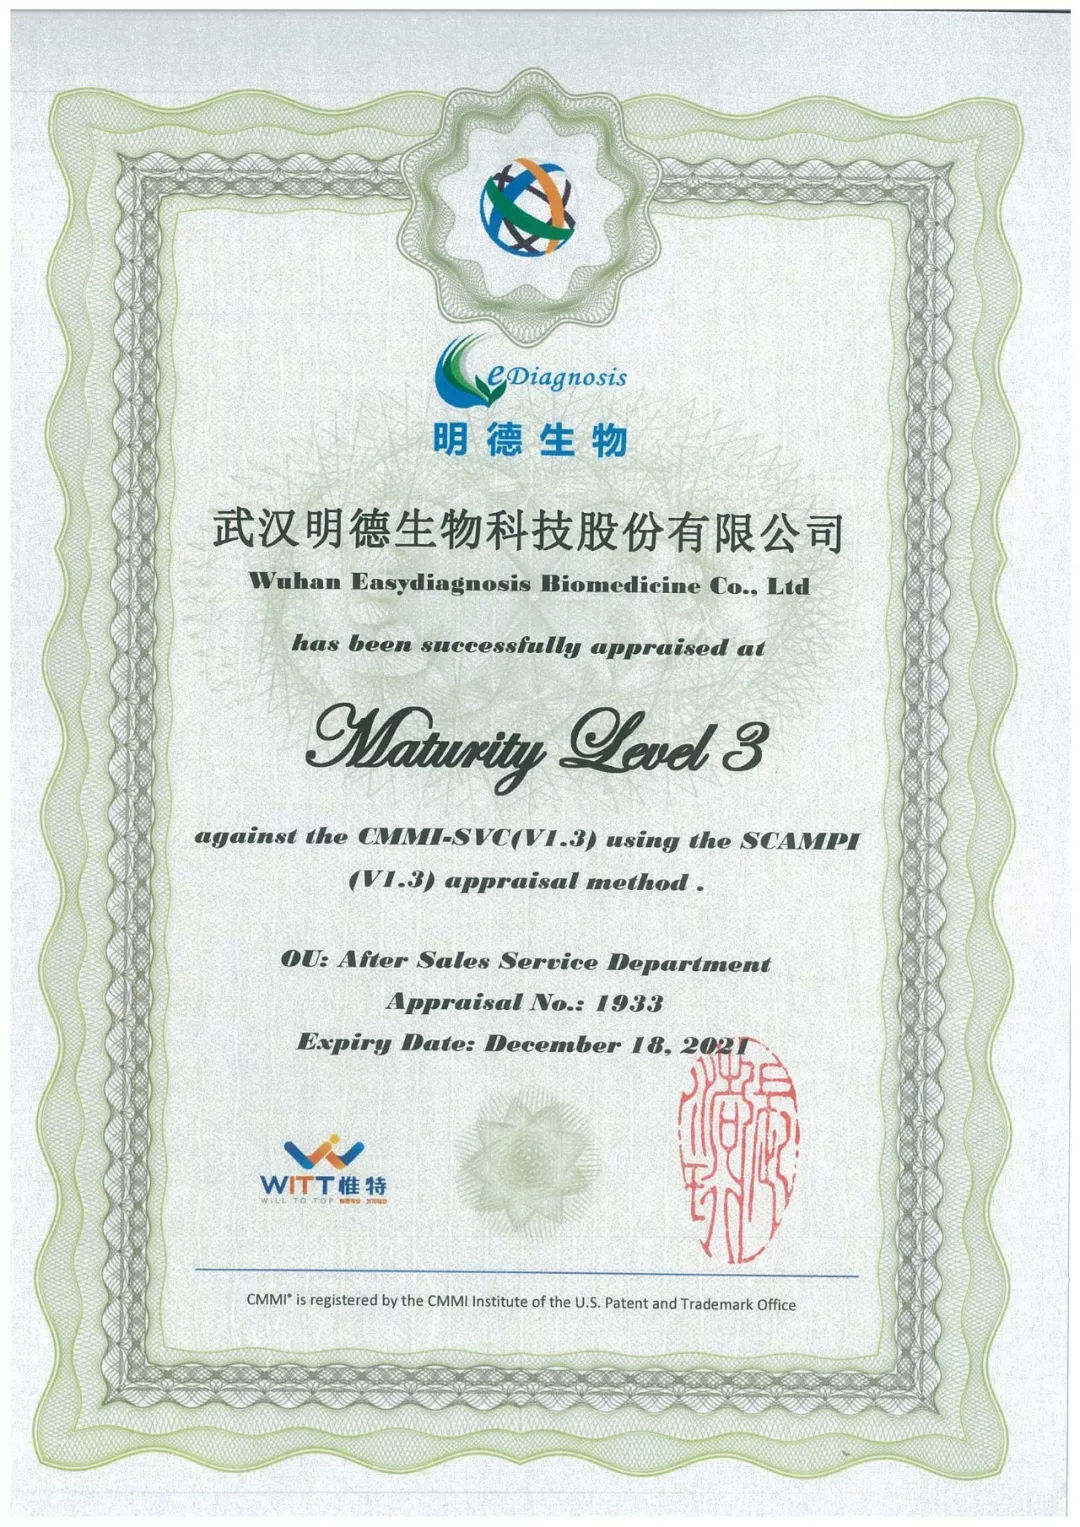 eDiagnosis
明德生物
武汉明德生物科技股份有限公司
Wuhan Easydiagnosis Biomedicine Co., Ltd
has been successfully appraised at
Maturity Level 3
against the CMMI-SVC(V1.3) using the SCAMPI
(V1.3) appraisal method .
OU: After Sales Service Department
Appraisal No.: 1933
Expiry Date: December 18, 2021
WITT惟特
WILL TO TOP
CMMI® is registered by the CMMI Institute of the U.S. Patent and Trademark Office